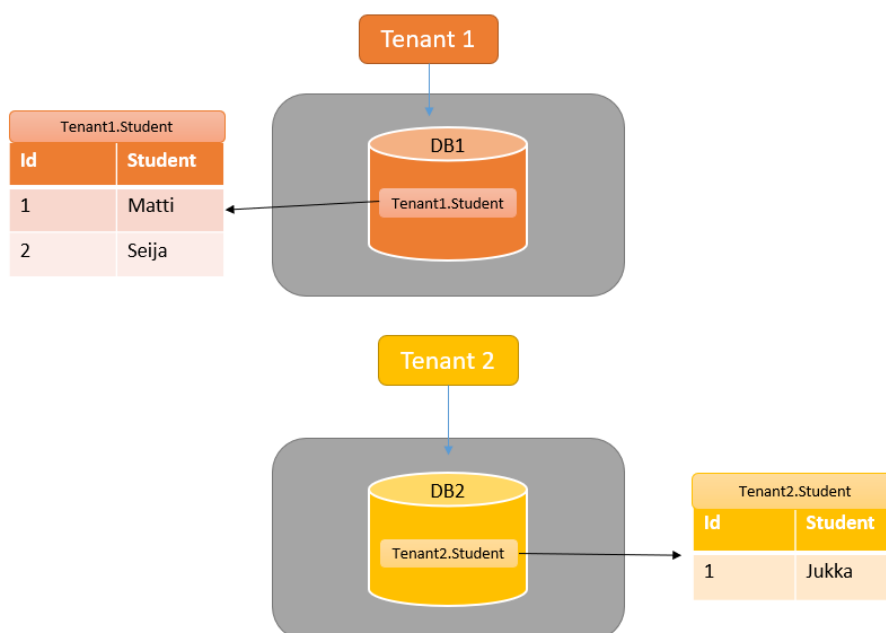 Tenant 1
Tenant1.Student
Id Student
1 Matti
2 Seija
DB1
Tenant1.Student
Tenant 2
DB2
Tenant2.Student
Tenant2.Student
Id Student
1 Jukka